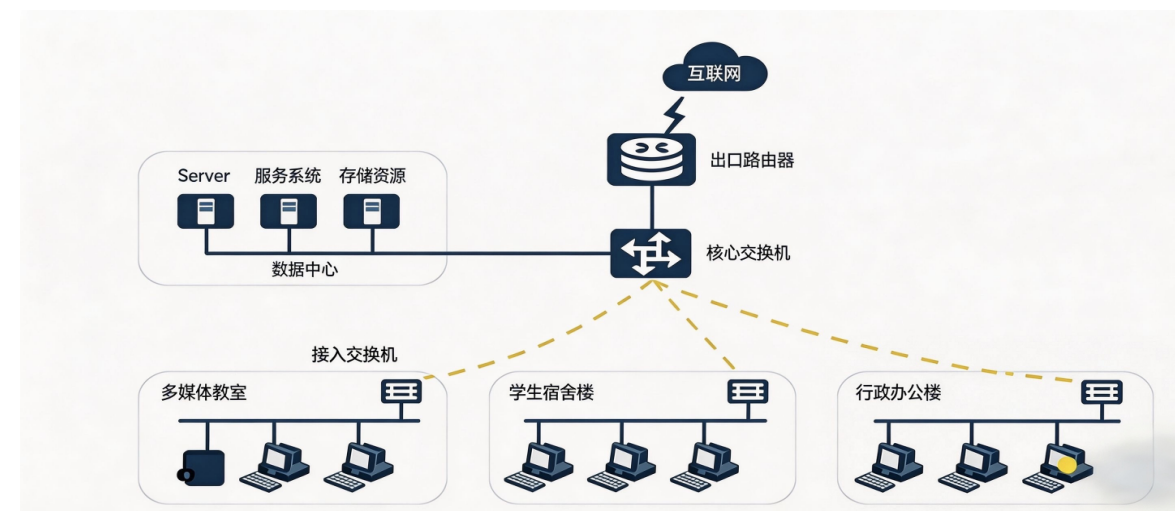 互联网
出口路由器
Server 服务系统 存储资源
核心交换机
数据中心
接入交换机
多媒体教室
学生宿舍楼
行政办公楼